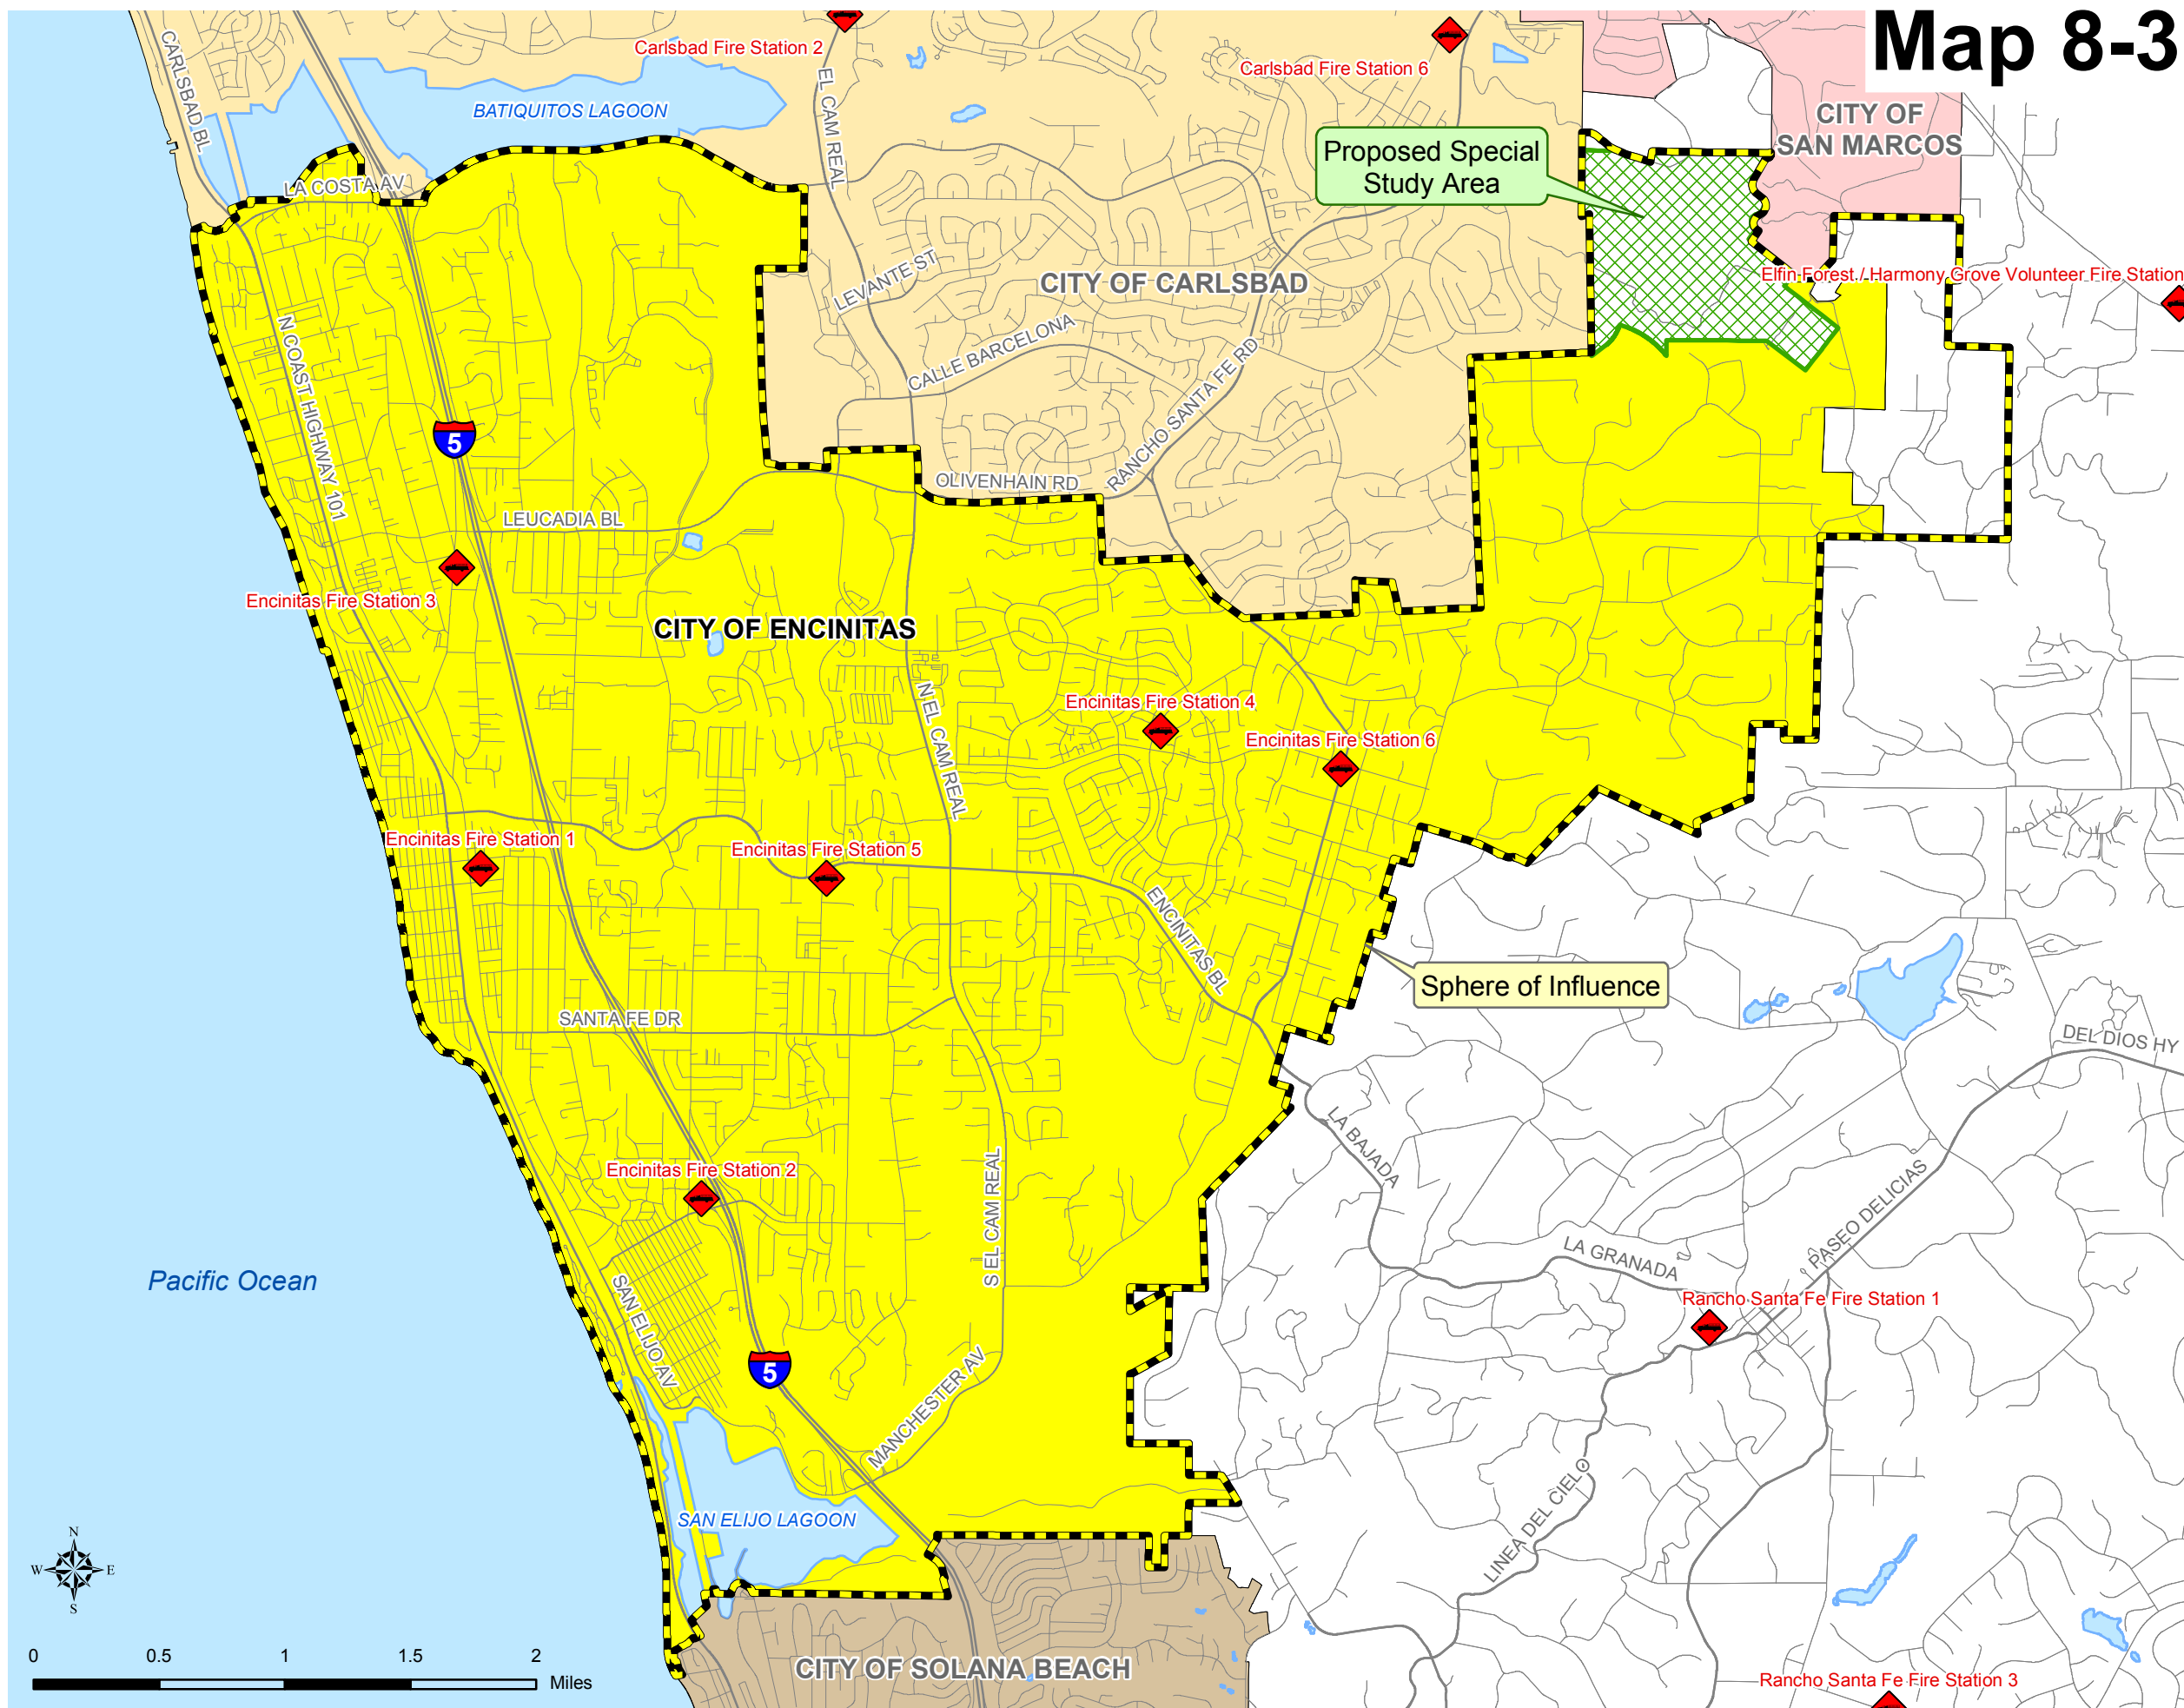 Map 8-3
Carlsbad Fire Station 2
Carlsbad Fire Station 6
CARLSBAD BL
EL CAM REAL
BATIQUITOS LAGOON
CITY OF
SAN MARCOS
Proposed Special
Study Area
LA COSTA AV
LEVANTE ST
CITY OF CARLSBAD
Elfin Forest / Harmony Grove Volunteer Fire Station
N COAST HIGHWAY 101
CALLE BARCELONA
RANCHO SANTA FE RD
5
OLIVENHAIN RD
LEUCADIA BL
Encinitas Fire Station 3
CITY OF ENCINITAS
N EL CAM REAL
Encinitas Fire Station 4
Encinitas Fire Station 6
Encinitas Fire Station 1
Encinitas Fire Station 5
ENCINITAS BL
Sphere of Influence
SANTA FE DR
DEL DIOS HY
LA BAJADA
Encinitas Fire Station 2
S EL CAM REAL
PASEO DELICIAS
LA GRANADA
Pacific Ocean
SAN ELIJO AV
Rancho Santa Fe Fire Station 1
5
MANCHESTER AV
LINEA DEL CIELO
SAN ELIJO LAGOON
N
W E
S
0 0.5 1 1.5 2
Miles
CITY OF SOLANA BEACH
Rancho Santa Fe Fire Station 3